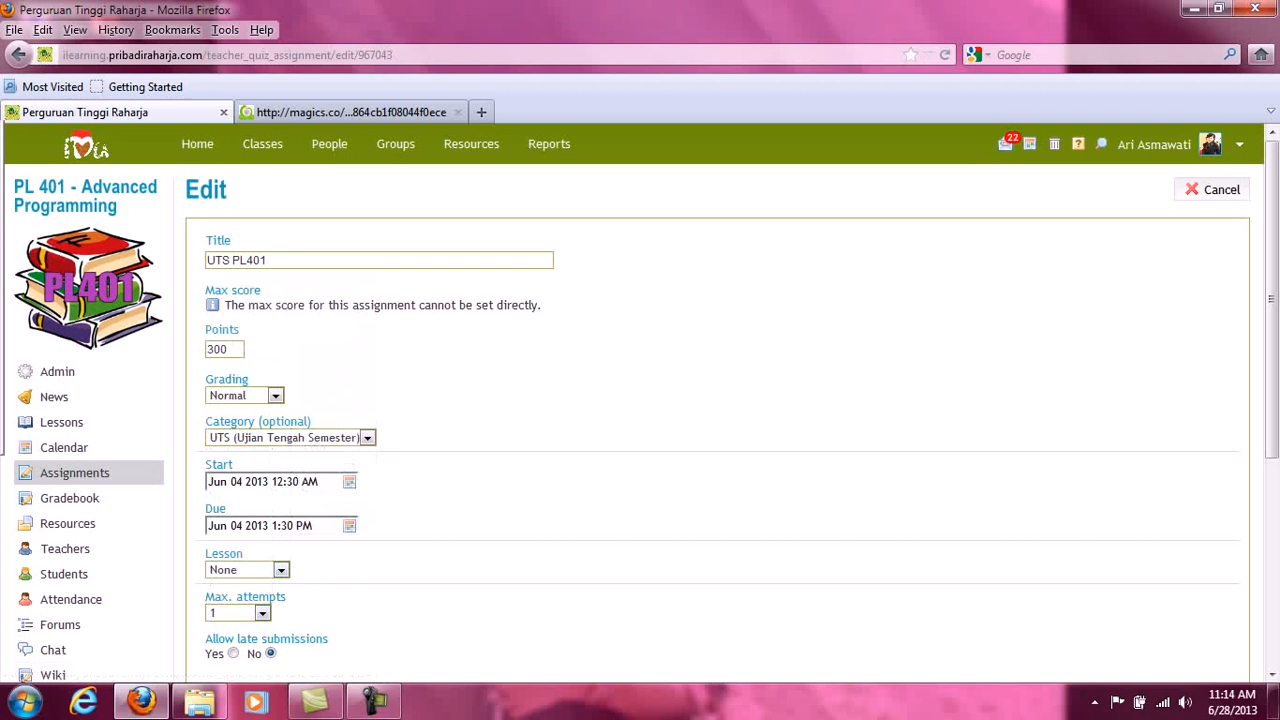 Perguruan Tinggi Raharja - Mozilla Firefox
File Edit View History Bookmarks Tools Help
ilearning.pribadiraharja.com/teacher_quiz_assignment/edit/967043
Google
Most Visited Getting Started
Perguruan Tinggi Raharja
http://magics.co/...864cb1f08044f0ece
Home Classes People Groups Resources Reports
22
Ari Asmawati
PL 401 - Advanced
Programming
PL401
Admin
News
Lessons
Calendar
Assignments
Gradebook
Resources
Teachers
Students
Attendance
Forums
Chat
Wiki
Edit
Cancel
Title
UTS PL401
Max score
The max score for this assignment cannot be set directly.
Points
300
Grading
Normal
Category (optional)
UTS (Ujian Tengah Semester)
Start
Jun 04 2013 12:30 AM
Due
Jun 04 2013 1:30 PM
Lesson
None
Max. attempts
1
Allow late submissions
Yes No
11:14 AM
6/28/2013